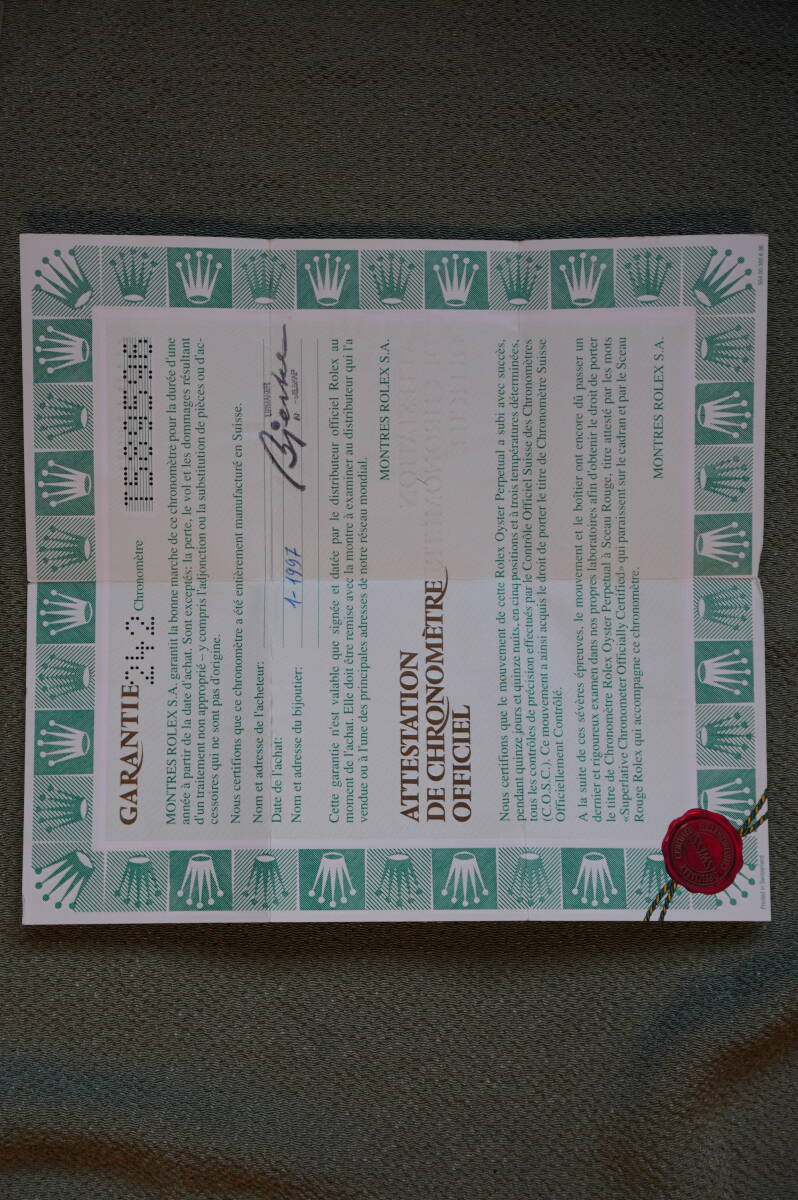 GARANTIE
242 Chronomètre
MONTRES ROLEX S.A. garantit la bonne marche de ce chronomètre pour la durée d'une
année à partir de la date d'achat. Sont exceptés: la perte, le vol et les dommages résultant
d'un traitement non approprié – y compris l'adjonction ou la substitution de pièces ou d'ac-
cessoires qui ne sont pas d'origine.
Nous certifions que ce chronomètre a été entièrement manufacturé en Suisse.
Nom et adresse de l'acheteur:
Date de l'achat: 1-1997
Nom et adresse du bijoutier: Bjerke
Cette garantie n'est valable que signée et datée par le distributeur officiel Rolex au
moment de l'achat. Elle doit être remise avec la montre à examiner au distributeur qui l'a
vendue ou à l'une des principales adresses de notre réseau mondial.
MONTRES ROLEX S.A.
ATTESTATION
DE CHRONOMÈTRE
OFFICIEL
Nous certifions que le mouvement de cette Rolex Oyster Perpetual a subi avec succès,
pendant quinze jours et quinze nuits, en cinq positions et à trois températures déterminées,
tous les contrôles de précision effectués par le Contrôle Officiel Suisse des Chronomètres
(C.O.S.C.). Ce mouvement a ainsi acquis le droit de porter le titre de Chronomètre Suisse
Officiellement Contrôlé.
A la suite de ces sévères épreuves, le mouvement et le boîtier ont encore dû passer un
dernier et rigoureux examen dans nos propres laboratoires afin d'obtenir le droit de porter
le titre de Chronomètre Rolex Oyster Perpetual à Sceau Rouge, titre attesté par les mots
«Superlative Chronometer Officially Certified» qui paraissent sur le cadran et par le Sceau
Rouge Rolex qui accompagne ce chronomètre.
MONTRES ROLEX S.A.
Printed in Switzerland